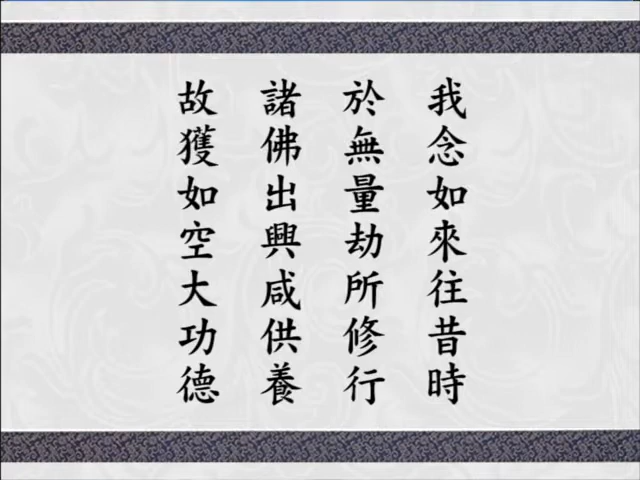 我念如來往昔時
於無量劫所修行
諸佛出興咸供養
故獲如空大功德